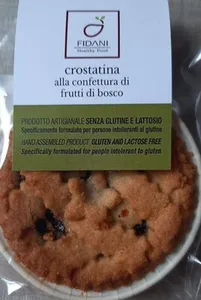 FIDANI
Healthy Food
crostatina
alla confettura di
frutti di bosco
PRODOTTO ARTIGIANALE SENZA GLUTINE E LATTOSIO
Specificamente formulato per persone intolleranti al glutine
HAND ASSEMBLED PRODUCT GLUTEN AND LACTOSE FREE
Specifically formulated for people intolerant to gluten